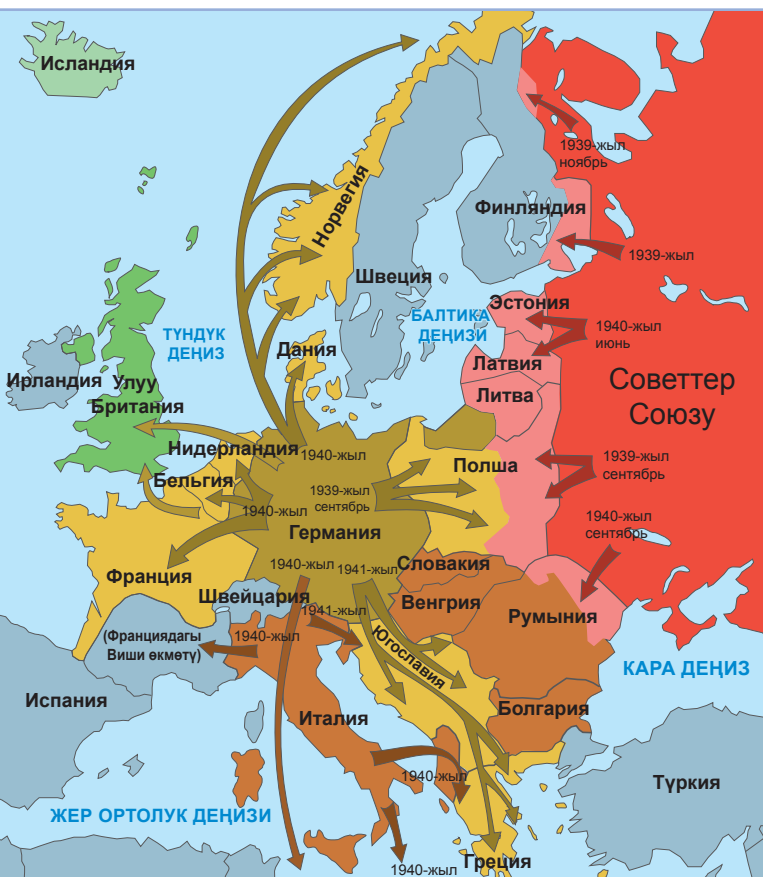 Исландия
1939-жыл
ноябрь
Норвегия
Финляндия
1939-жыл
Швеция
Эстония
БАЛТИКА
ДЕҢИЗИ
1940-жыл
июнь
ТҮНДҮК
ДЕҢИЗ
Дания
Латвия
Литва
Советтер
Союзу
Ирландия
Улуу
Британия
Нидерландия
1940-жыл
Полша
1939-жыл
сентябрь
Бельгия
1939-жыл
сентябрь
1940-жыл
Германия
1940-жыл
сентябрь
1940-жыл
1941-жыл
Словакия
Франция
Швейцария
Венгрия
1941-жыл
Румыния
(Франциядагы
Виши өкмөтү)
1940-жыл
Югославия
КАРА ДЕҢИЗ
Испания
Италия
Болгария
1940-жыл
Түркия
ЖЕР ОРТОЛУК ДЕҢИЗИ
1940-жыл
Греция